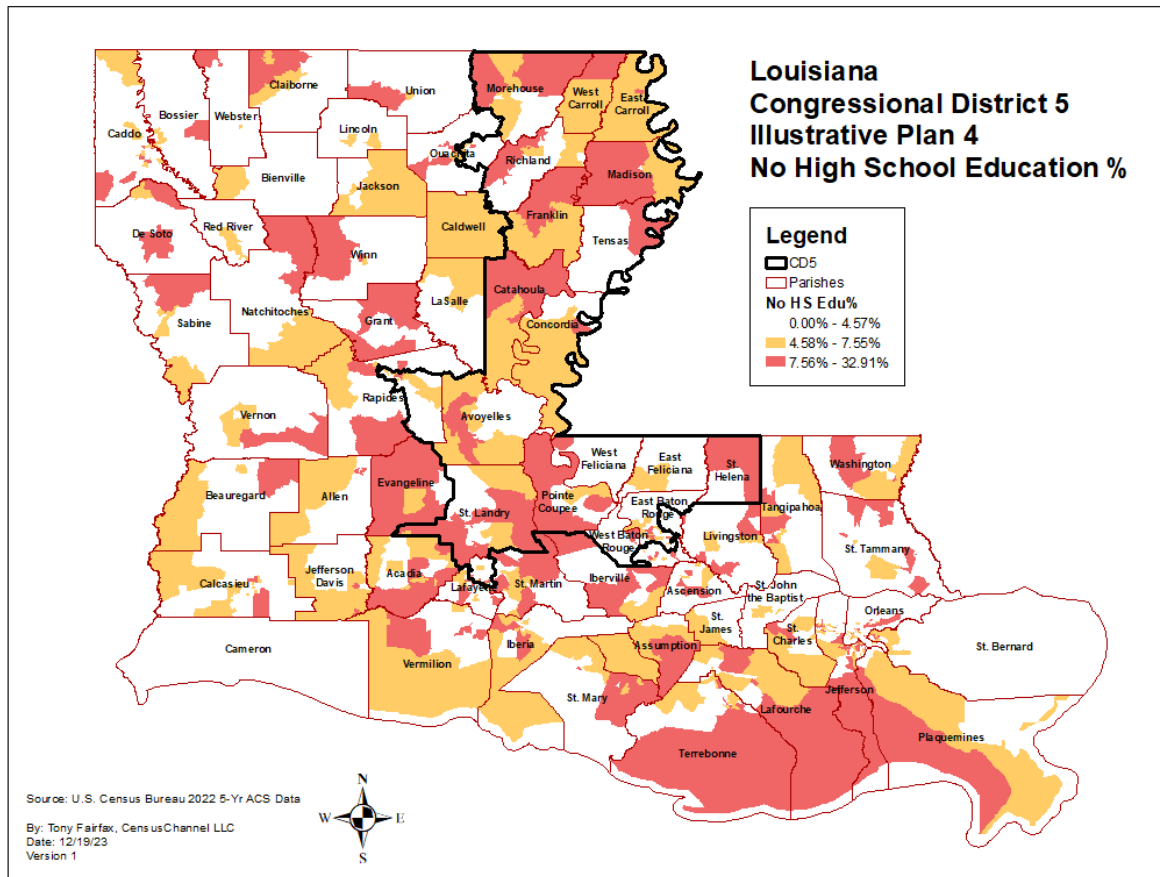 Louisiana
Congressional District 5
Illustrative Plan 4
No High School Education %
Legend
CD5
Parishes
No HS Edu%
0.00% - 4.57%
4.58% - 7.55%
7.56% - 32.91%
Claiborne
Union
Morehouse
West
Carroll
East
Carroll
Bossier
Webster
Caddo
Lincoln
Ouachita
Richland
Madison
Bienville
Jackson
Franklin
De Soto
Red River
Caldwell
Tensas
Winn
Catahoula
LaSalle
Natchitoches
Sabine
Grant
Concordia
Rapides
Vernon
Avoyelles
West
Feliciana
East
Feliciana
St.
Helena
Washington
Beauregard
Allen
Evangeline
Pointe
Coupee
East Baton
Rouge
Tangipahoa
St. Landry
West Baton
Rouge
Livingston
St. Tammany
Calcasieu
Jefferson
Davis
Acadia
Lafayette
St. Martin
Iberville
Ascension
St. John
the Baptist
Orleans
St.
James
St.
Charles
St. Bernard
Cameron
Vermilion
Iberia
Assumption
St. Mary
Jefferson
Lafourche
Plaquemines
Terrebonne
Source: U.S. Census Bureau 2022 5-Yr ACS Data
By: Tony Fairfax, CensusChannel LLC
Date: 12/19/23
Version 1
N
W
E
S